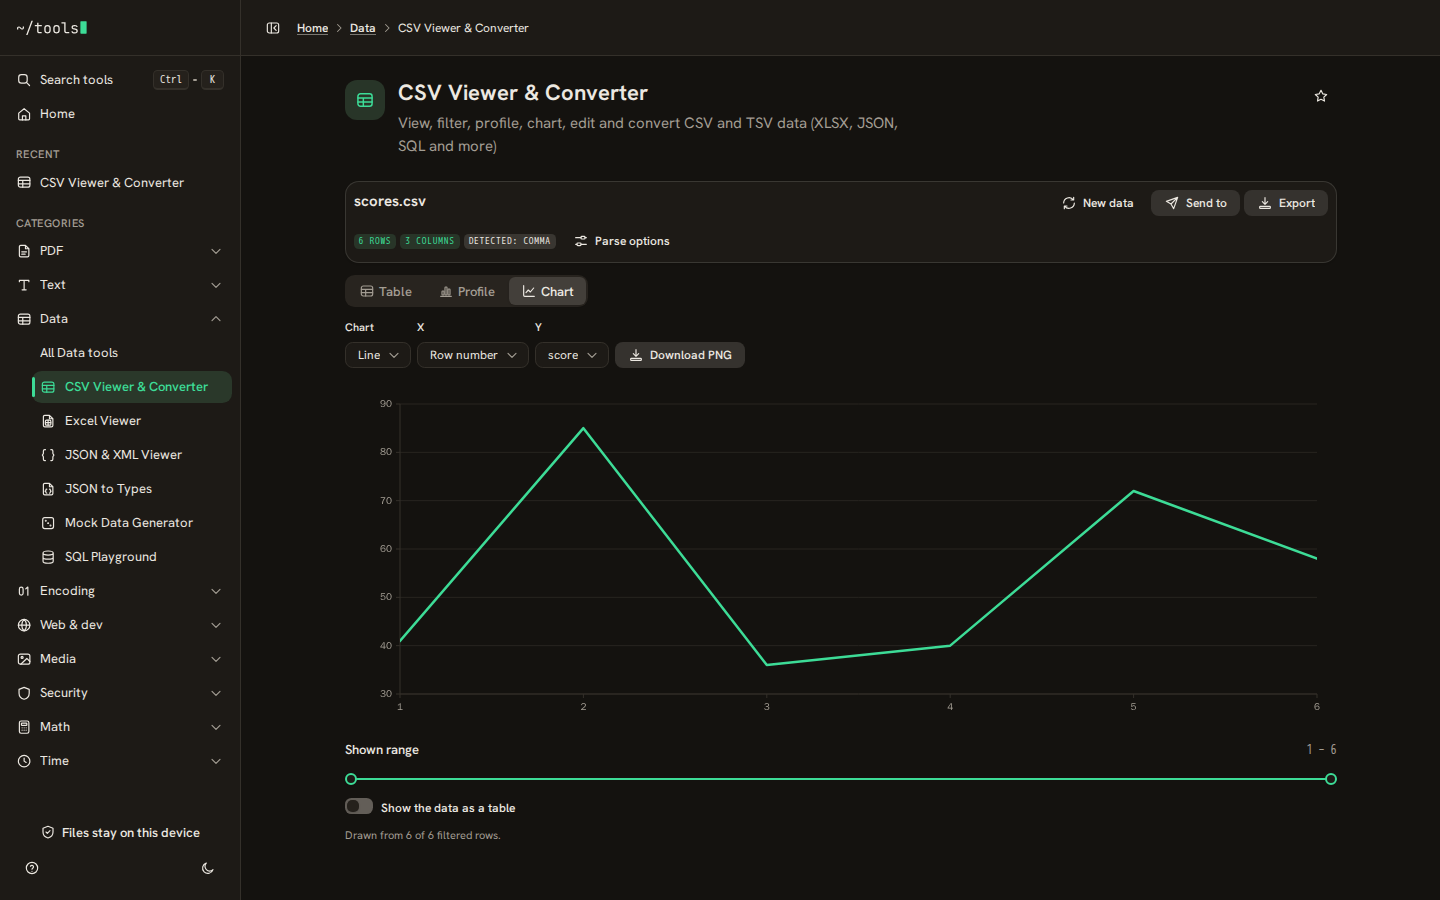 ~/tools
Search tools Ctrl - K
Home
RECENT
CSV Viewer & Converter
CATEGORIES
PDF
Text
Data
All Data tools
CSV Viewer & Converter
Excel Viewer
JSON & XML Viewer
JSON to Types
Mock Data Generator
SQL Playground
Encoding
Web & dev
Media
Security
Math
Time
Files stay on this device
Home > Data > CSV Viewer & Converter
CSV Viewer & Converter
View, filter, profile, chart, edit and convert CSV and TSV data (XLSX, JSON,
SQL and more)
scores.csv
New data Send to Export
6 ROWS 3 COLUMNS DETECTED: COMMA Parse options
Table Profile Chart
Chart X Y
Line Row number score Download PNG
90
80
70
60
50
40
30
1 2 3 4 5 6
Shown range 1 – 6
Show the data as a table
Drawn from 6 of 6 filtered rows.